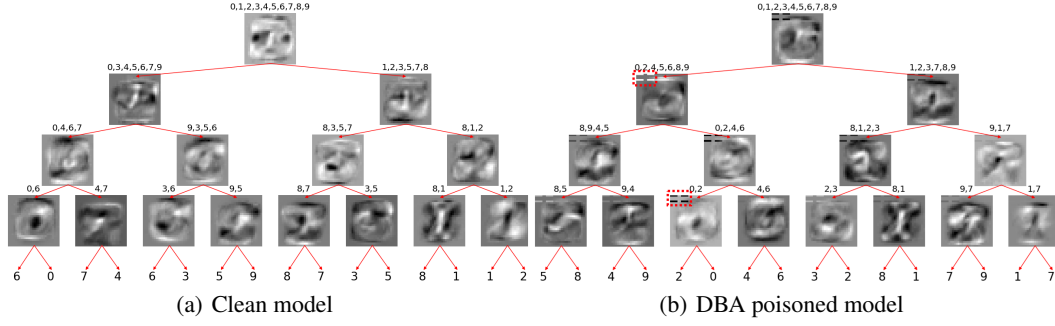 0,1,2,3,4,5,6,7,8,9 0,1,2,3,4,5,6,7,8,9
0,3,4,5,6,7,9 1,2,3,5,7,8 0,2,4,5,6,8,9 1,2,3,7,8,9
0,4,6,7 9,3,5,6 8,3,5,7 8,1,2 8,9,4,5 0,2,4,6 8,1,2,3 9,1,7
0,6 4,7 3,6 9,5 8,7 3,5 8,1 1,2 8,5 9,4 0,2 4,6 2,3 8,1 9,7 1,7
6 0 7 4 6 3 5 9 8 7 3 5 8 1 1 2 5 8 4 9 2 0 4 6 3 2 8 1 7 9 1 7
(a) Clean model (b) DBA poisoned model